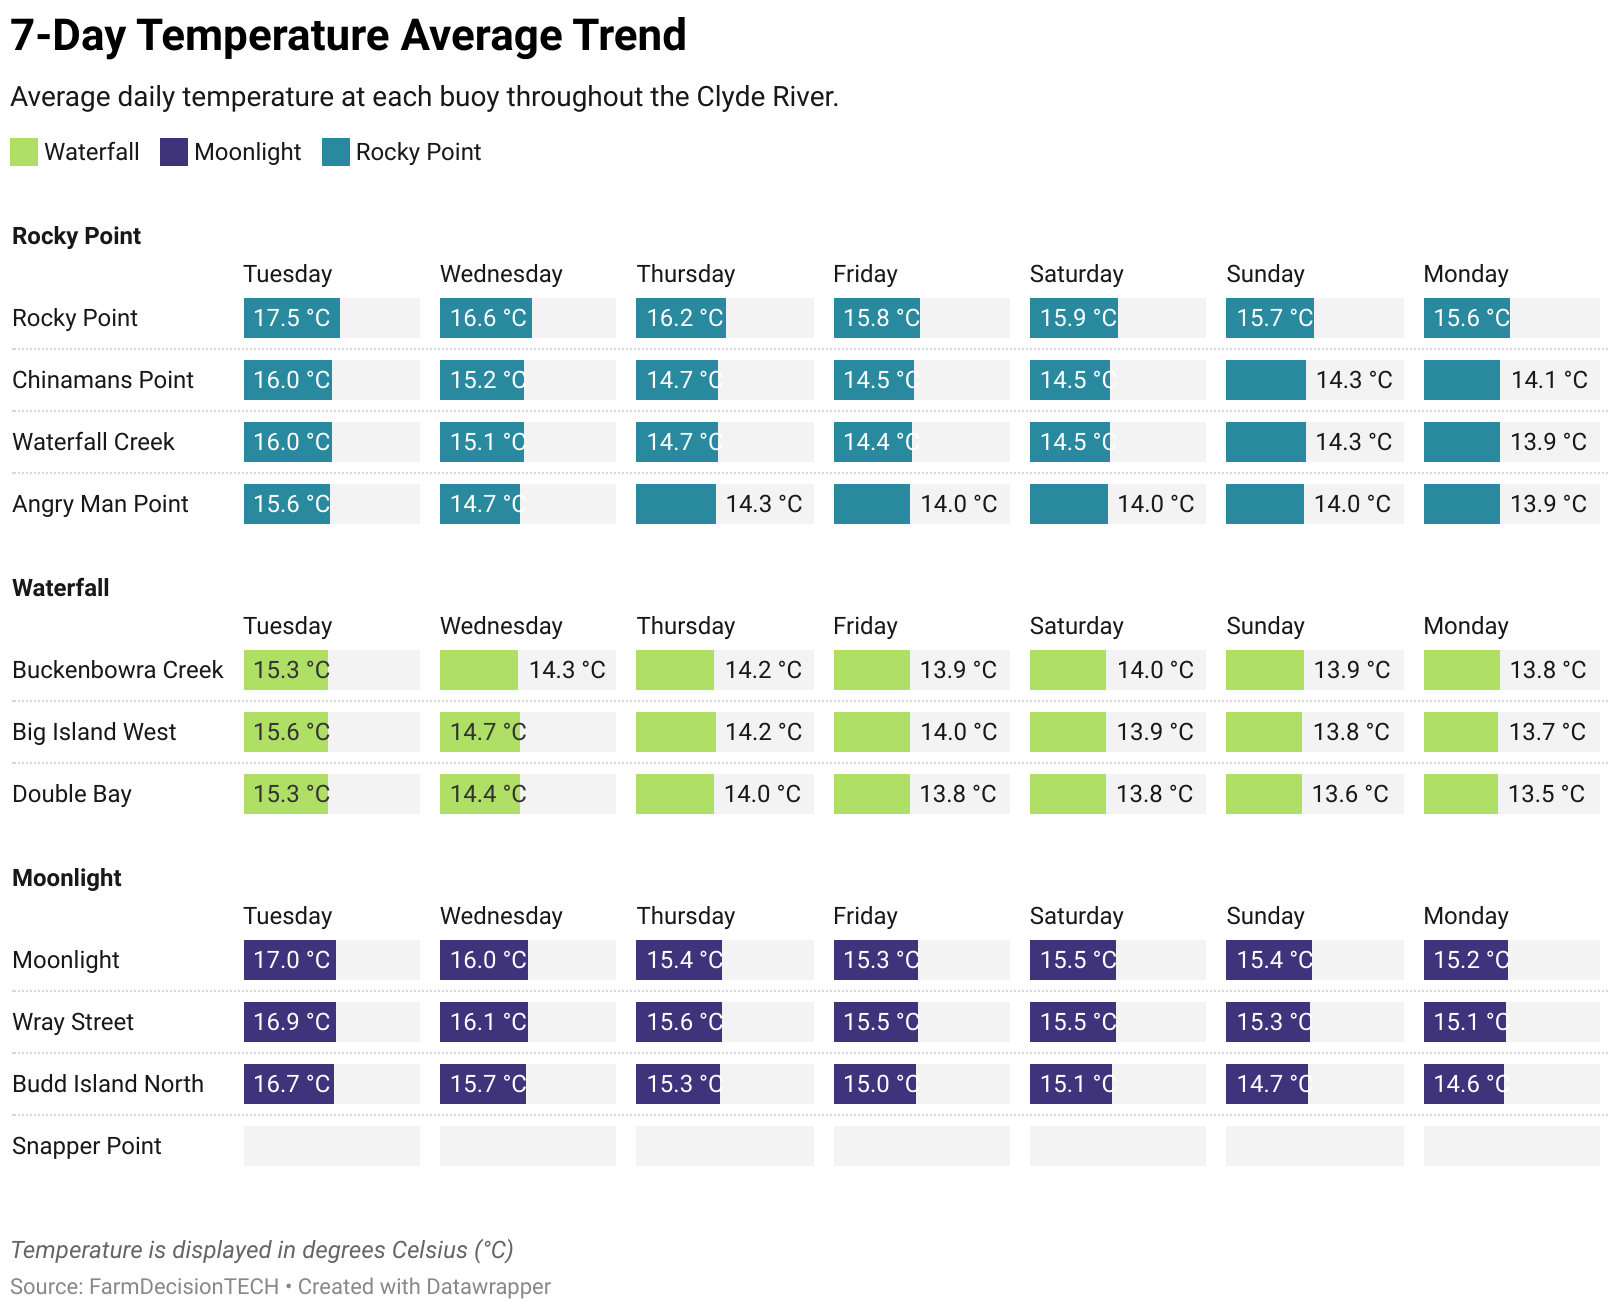 7-Day Temperature Average Trend
Average daily temperature at each buoy throughout the Clyde River.
Waterfall Moonlight Rocky Point
Rocky Point
Tuesday Wednesday Thursday Friday Saturday Sunday Monday
Rocky Point 17.5 °C 16.6 °C 16.2 °C 15.8 °C 15.9 °C 15.7 °C 15.6 °C
Chinamans Point 16.0 °C 15.2 °C 14.7 °C 14.5 °C 14.5 °C 14.3 °C 14.1 °C
Waterfall Creek 16.0 °C 15.1 °C 14.7 °C 14.4 °C 14.5 °C 14.3 °C 13.9 °C
Angry Man Point 15.6 °C 14.7 °C 14.3 °C 14.0 °C 14.0 °C 14.0 °C 13.9 °C
Waterfall
Tuesday Wednesday Thursday Friday Saturday Sunday Monday
Buckenbowra Creek 15.3 °C 14.3 °C 14.2 °C 13.9 °C 14.0 °C 13.9 °C 13.8 °C
Big Island West 15.6 °C 14.7 °C 14.2 °C 14.0 °C 13.9 °C 13.8 °C 13.7 °C
Double Bay 15.3 °C 14.4 °C 14.0 °C 13.8 °C 13.8 °C 13.6 °C 13.5 °C
Moonlight
Tuesday Wednesday Thursday Friday Saturday Sunday Monday
Moonlight 17.0 °C 16.0 °C 15.4 °C 15.3 °C 15.5 °C 15.4 °C 15.2 °C
Wray Street 16.9 °C 16.1 °C 15.6 °C 15.5 °C 15.5 °C 15.3 °C 15.1 °C
Budd Island North 16.7 °C 15.7 °C 15.3 °C 15.0 °C 15.1 °C 14.7 °C 14.6 °C
Snapper Point
Temperature is displayed in degrees Celsius (°C)
Source: FarmDecisionTECH • Created with Datawrapper